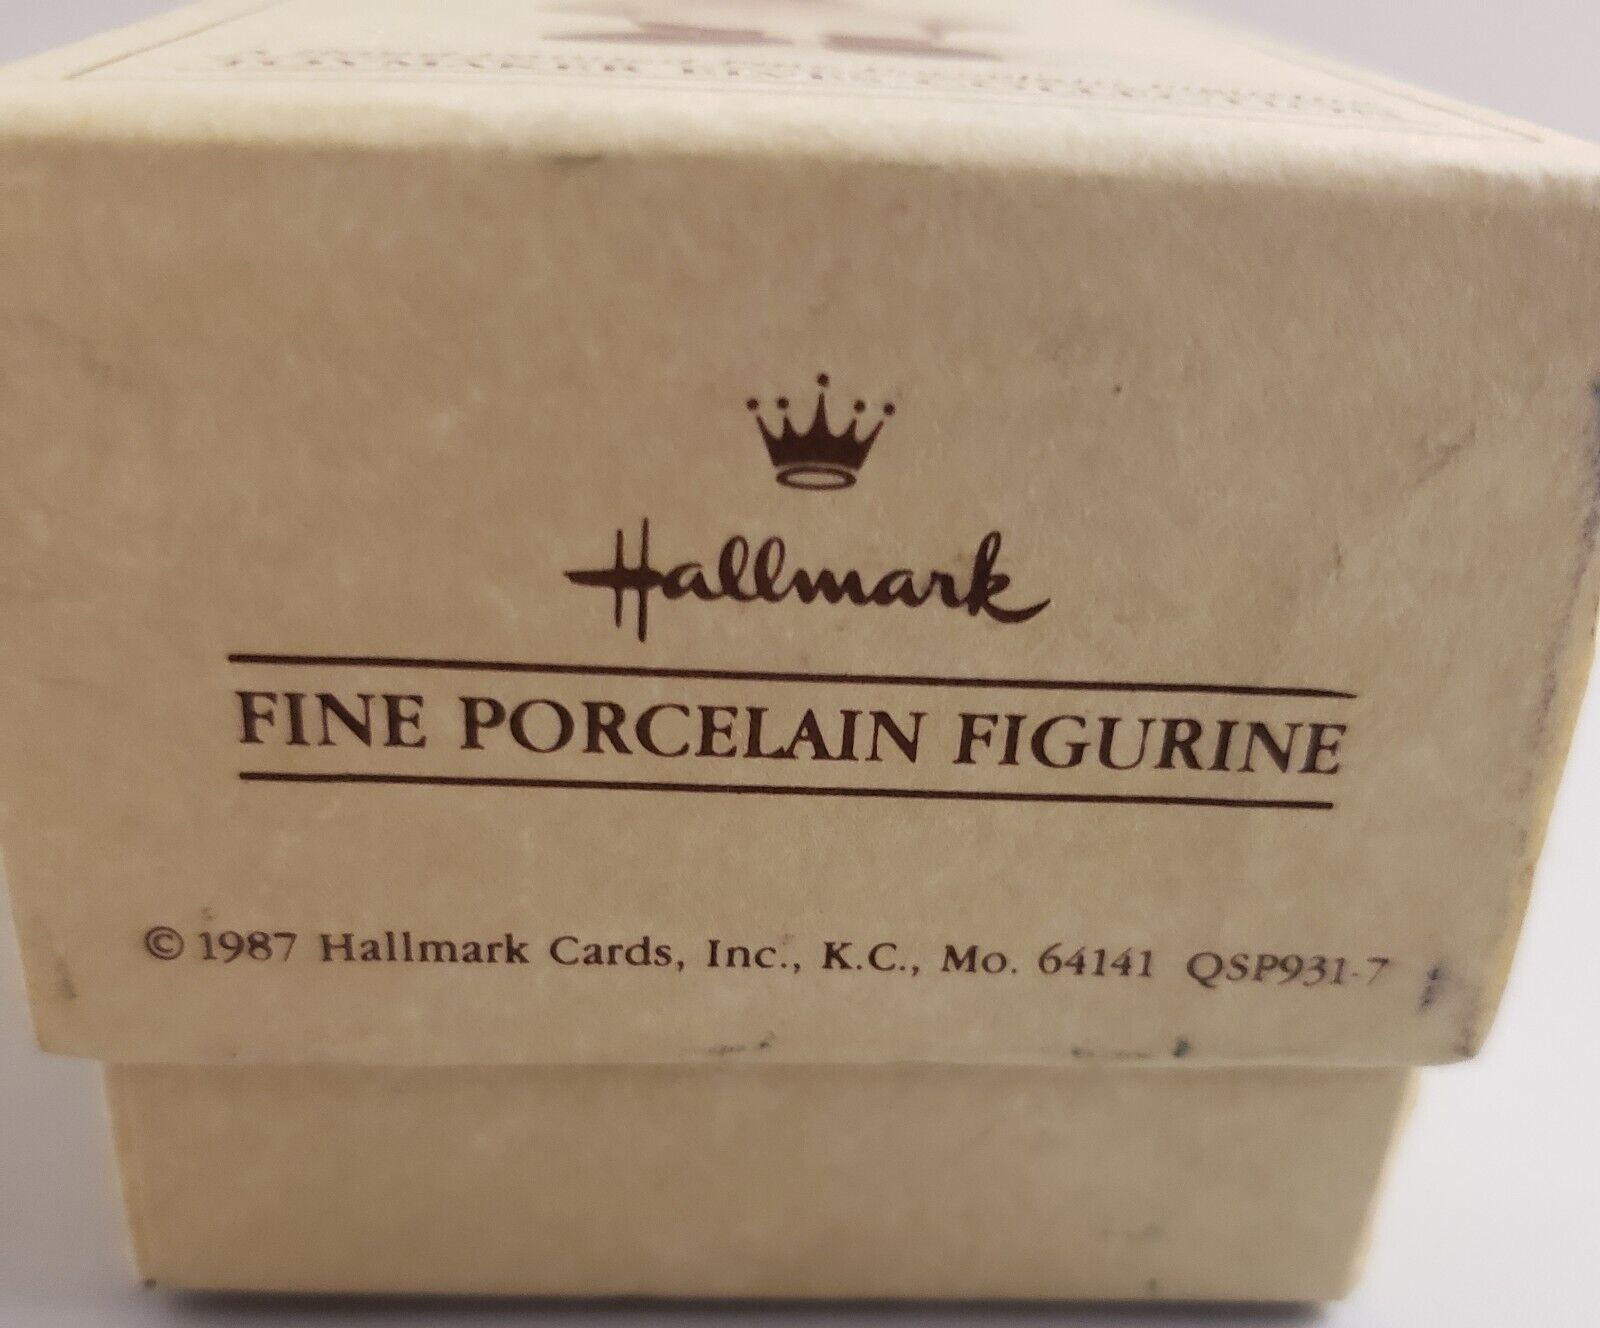 Hallmark
FINE PORCELAIN FIGURINE
© 1987 Hallmark Cards, Inc., K.C., Mo. 64141 QSP931-7